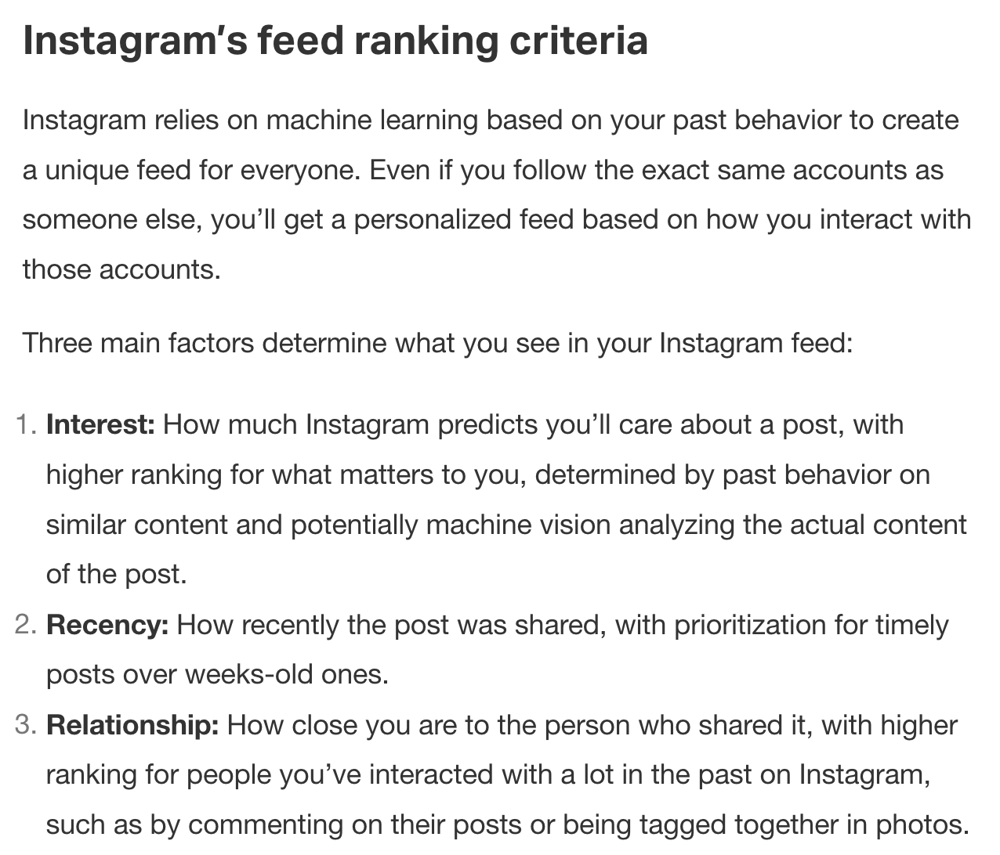 Instagram’s feed ranking criteria
Instagram relies on machine learning based on your past behavior to create
a unique feed for everyone. Even if you follow the exact same accounts as
someone else, you’ll get a personalized feed based on how you interact with
those accounts.
Three main factors determine what you see in your Instagram feed:
1. Interest: How much Instagram predicts you’ll care about a post, with
higher ranking for what matters to you, determined by past behavior on
similar content and potentially machine vision analyzing the actual content
of the post.
2. Recency: How recently the post was shared, with prioritization for timely
posts over weeks-old ones.
3. Relationship: How close you are to the person who shared it, with higher
ranking for people you’ve interacted with a lot in the past on Instagram,
such as by commenting on their posts or being tagged together in photos.